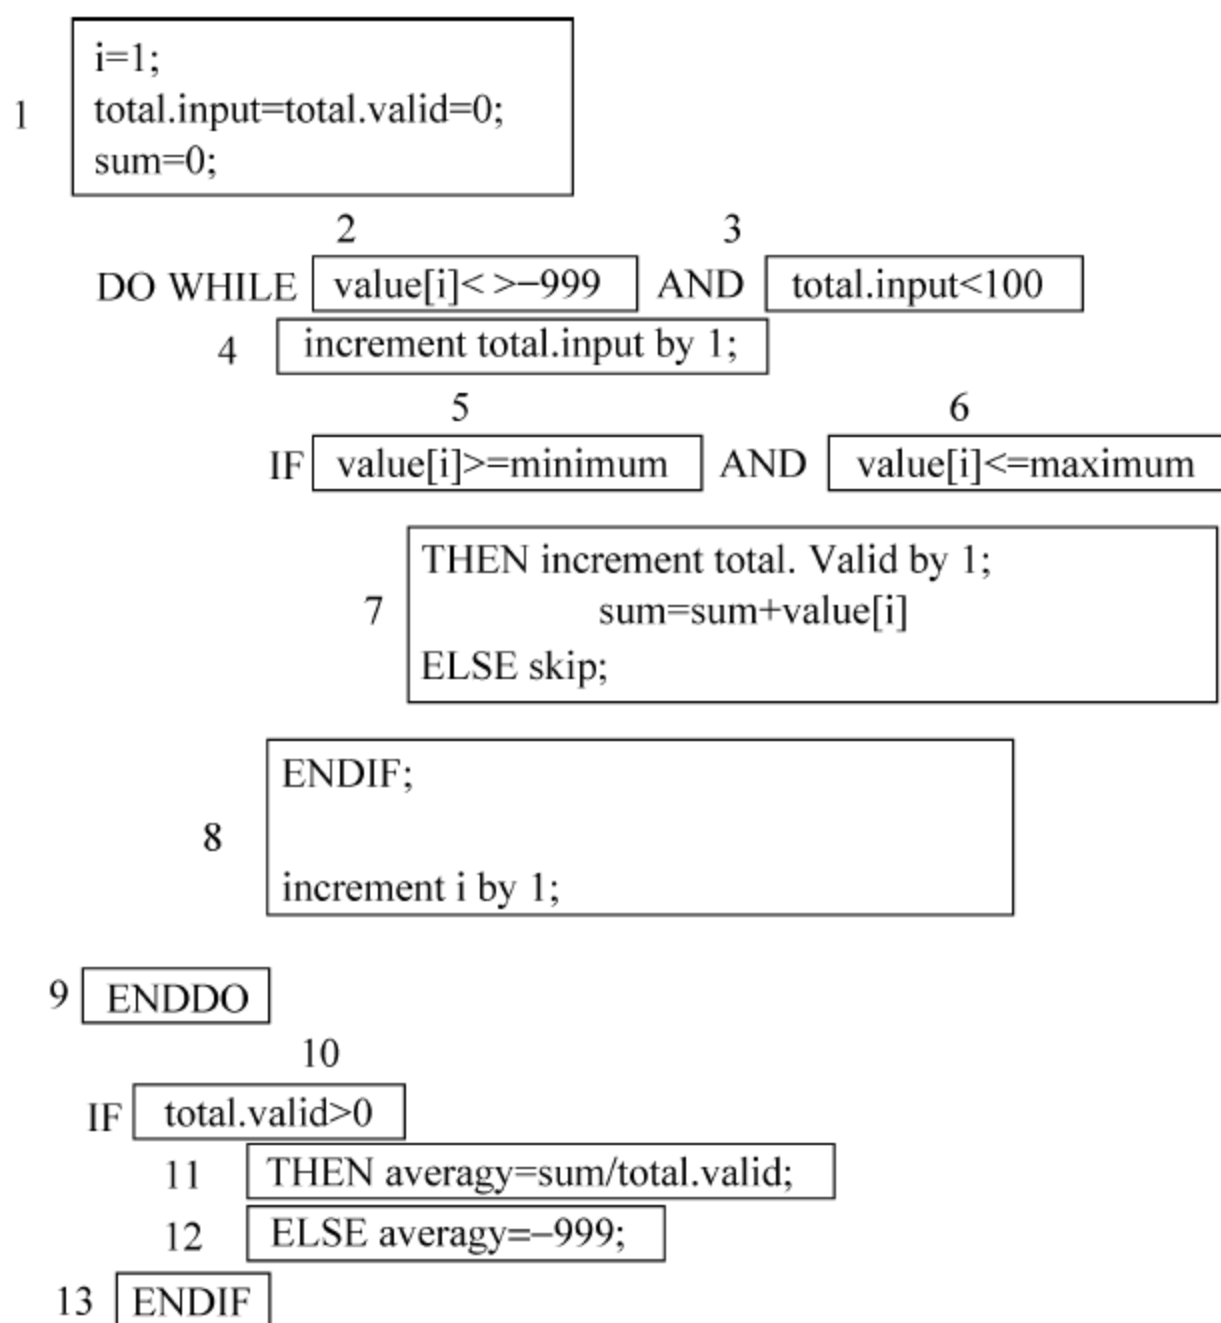 i=1;
1 total.input=total.valid=0;
sum=0;
2 3
DO WHILE value[i]< >−999 AND total.input<100
4 increment total.input by 1;
5 6
IF value[i]>=minimum AND value[i]<=maximum
THEN increment total. Valid by 1;
7 sum=sum+value[i]
ELSE skip;
ENDIF;
8
increment i by 1;
9 ENDDO
10
IF total.valid>0
11 THEN averagy=sum/total.valid;
12 ELSE averagy=−999;
13 ENDIF